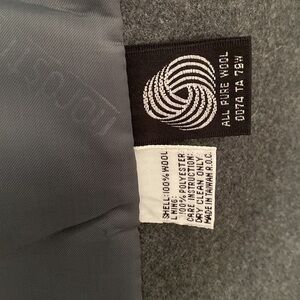 ALL PURE WOOL
0074 TA 79W
SHELL:100%WOOL
LINING:
100%POLYESTER
CARE INSTRUCTION:
DRY CLEAN ONLY
MADE IN TAIWAN R.O.C.